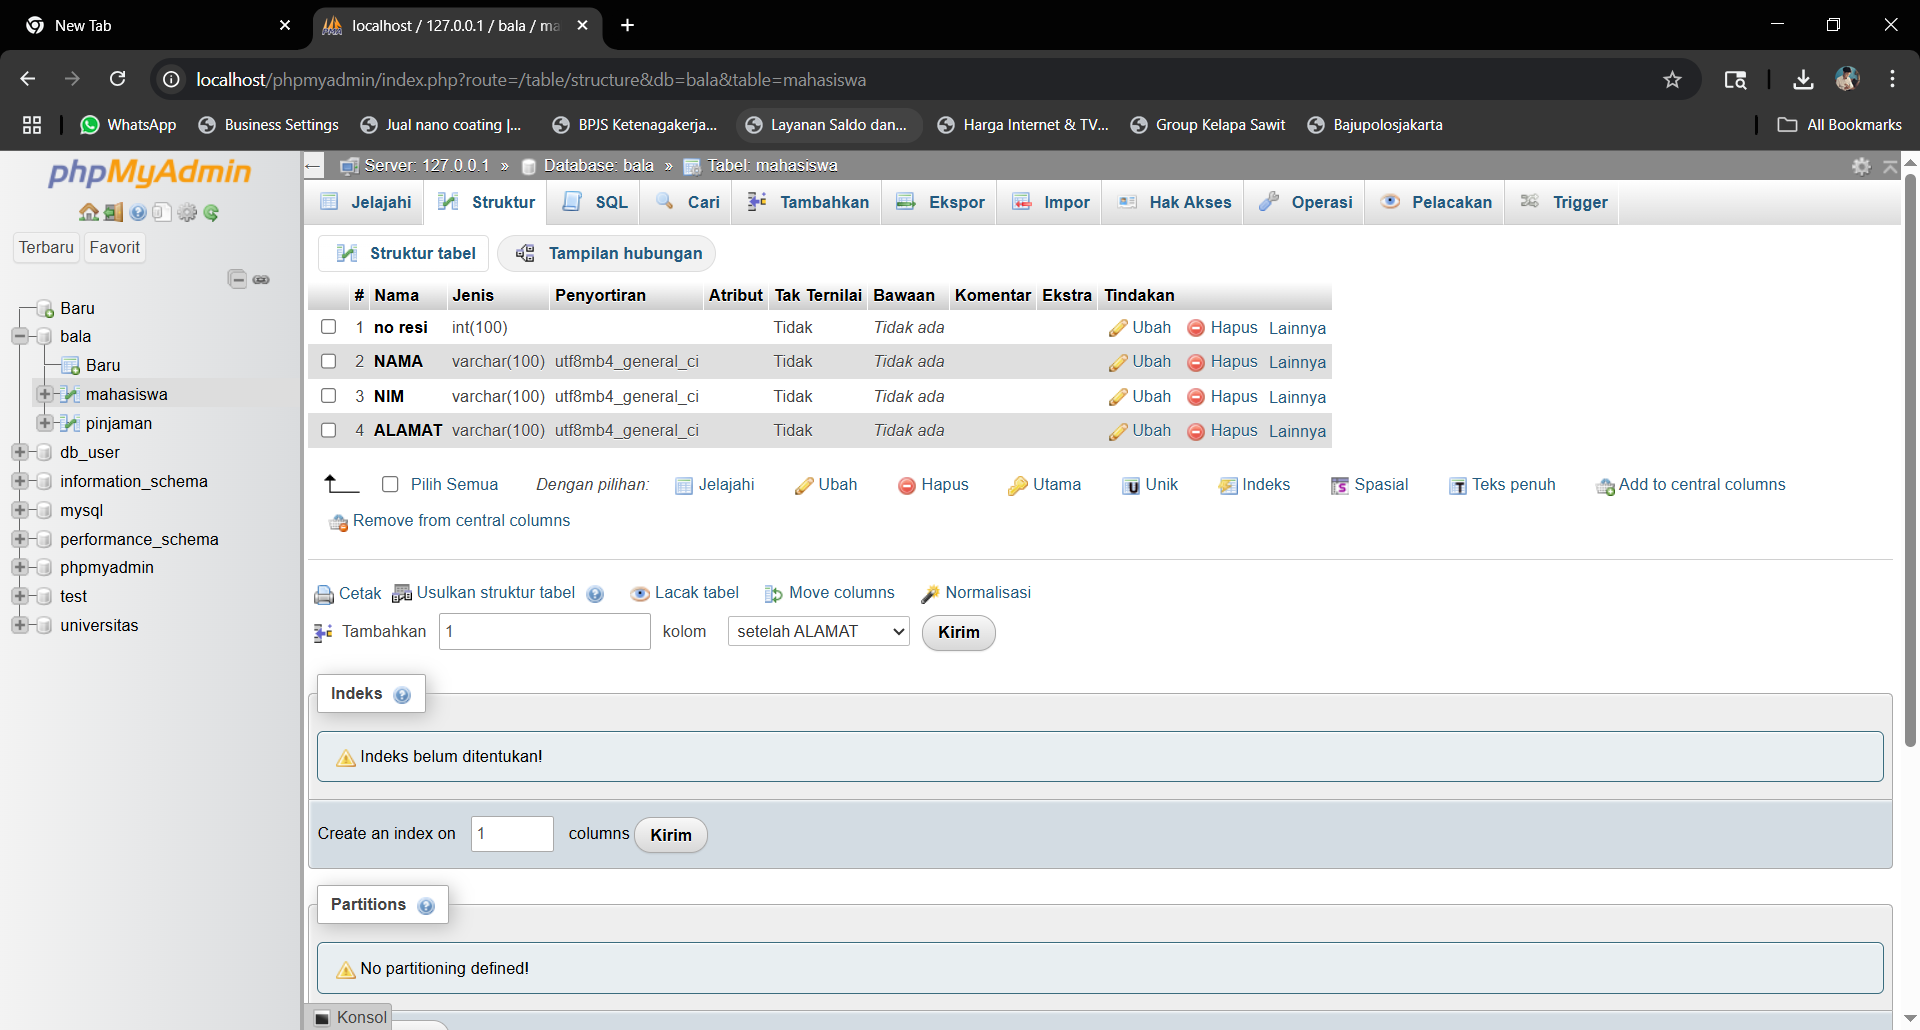 New Tab
localhost / 127.0.0.1 / bala / ma
localhost/phpmyadmin/index.php?route=/table/structure&db=bala&table=mahasiswa
WhatsApp Business Settings Jual nano coating |... BPJS Ketenagakerja... Layanan Saldo dan... Harga Internet & TV... Group Kelapa Sawit Bajupolosjakarta All Bookmarks
phpMyAdmin
Terbaru Favorit
Baru
bala
Baru
mahasiswa
pinjaman
db_user
information_schema
mysql
performance_schema
phpmyadmin
test
universitas
Server: 127.0.0.1 » Database: bala » Tabel: mahasiswa
Jelajahi Struktur SQL Cari Tambahkan Ekspor Impor Hak Akses Operasi Pelacakan Trigger
Struktur tabel Tampilan hubungan
# Nama Jenis Penyortiran Atribut Tak Ternilai Bawaan Komentar Ekstra Tindakan
1 no resi int(100) Tidak Tidak ada Ubah Hapus Lainnya
2 NAMA varchar(100) utf8mb4_general_ci Tidak Tidak ada Ubah Hapus Lainnya
3 NIM varchar(100) utf8mb4_general_ci Tidak Tidak ada Ubah Hapus Lainnya
4 ALAMAT varchar(100) utf8mb4_general_ci Tidak Tidak ada Ubah Hapus Lainnya
Pilih Semua Dengan pilihan: Jelajahi Ubah Hapus Utama Unik Indeks Spasial Teks penuh Add to central columns
Remove from central columns
Cetak Usulkan struktur tabel Lacak tabel Move columns Normalisasi
Tambahkan 1 kolom setelah ALAMAT Kirim
Indeks
Indeks belum ditentukan!
Create an index on 1 columns Kirim
Partitions
No partitioning defined!
Konsol